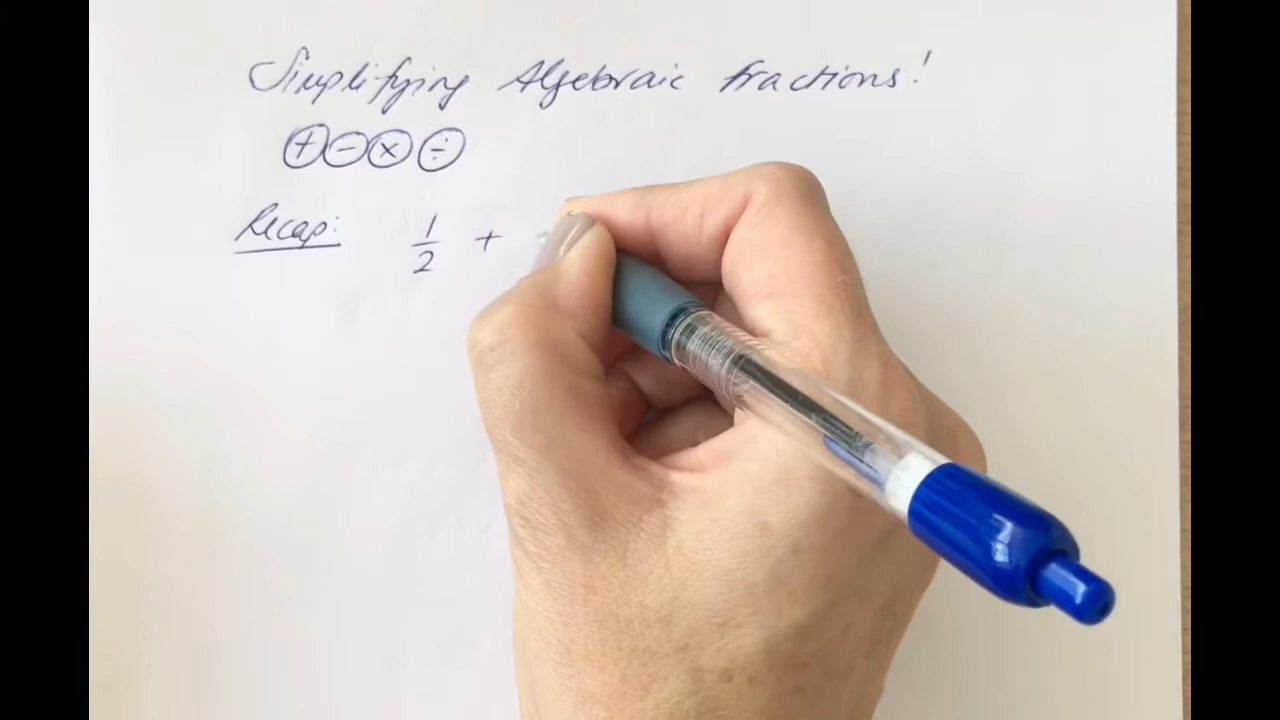 Simplifying Algebraic fractions!
+ − × ÷
Recap: 1/2 +